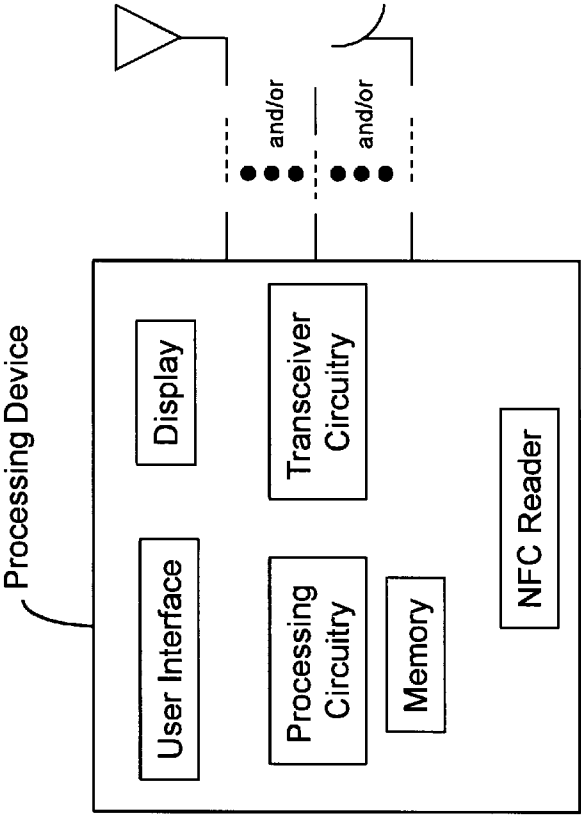 Processing Device
User Interface
Display
Processing
Circuitry
Transceiver
Circuitry
Memory
NFC Reader
and/or
and/or